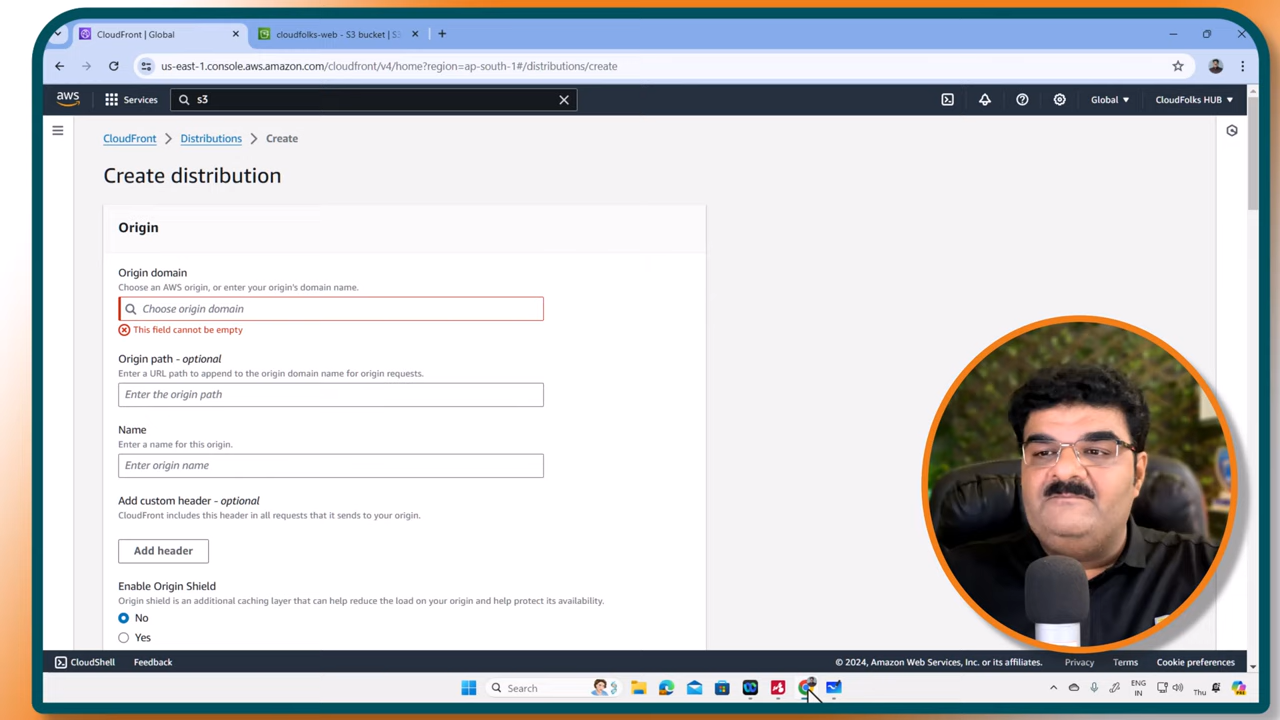 CloudFront | Global
cloudfolks-web - S3 bucket | S3
us-east-1.console.aws.amazon.com/cloudfront/v4/home?region=ap-south-1#/distributions/create
aws
Services
s3
Global
CloudFolks HUB
CloudFront
Distributions
Create
Create distribution
Origin
Origin domain
Choose an AWS origin, or enter your origin's domain name.
Choose origin domain
This field cannot be empty
Origin path - optional
Enter a URL path to append to the origin domain name for origin requests.
Enter the origin path
Name
Enter a name for this origin.
Enter origin name
Add custom header - optional
CloudFront includes this header in all requests that it sends to your origin.
Add header
Enable Origin Shield
Origin shield is an additional caching layer that can help reduce the load on your origin and help protect its availability.
No
Yes
CloudShell
Feedback
© 2024, Amazon Web Services, Inc. or its affiliates.
Privacy
Terms
Cookie preferences
Search
ENG
IN
Thu